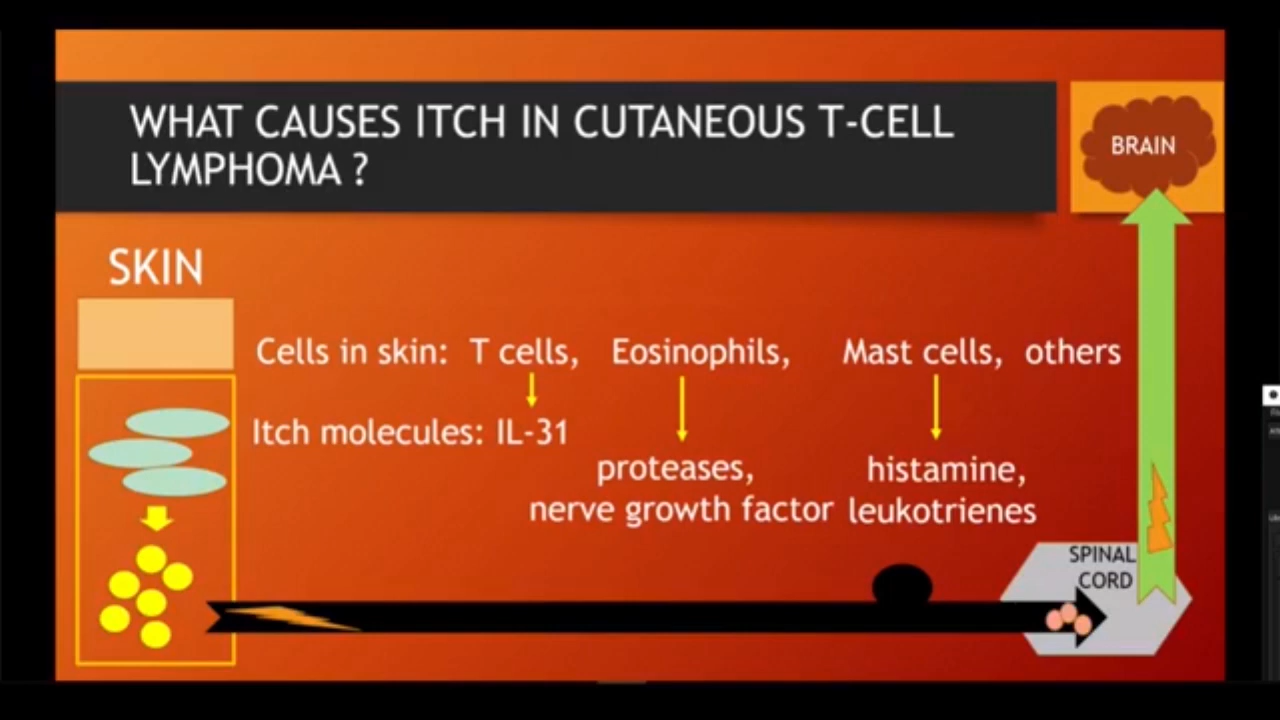 WHAT CAUSES ITCH IN CUTANEOUS T-CELL
LYMPHOMA ?
BRAIN
SKIN
Cells in skin: T cells, Eosinophils, Mast cells, others
Itch molecules: IL-31
proteases, histamine,
nerve growth factor leukotrienes
SPINAL
CORD